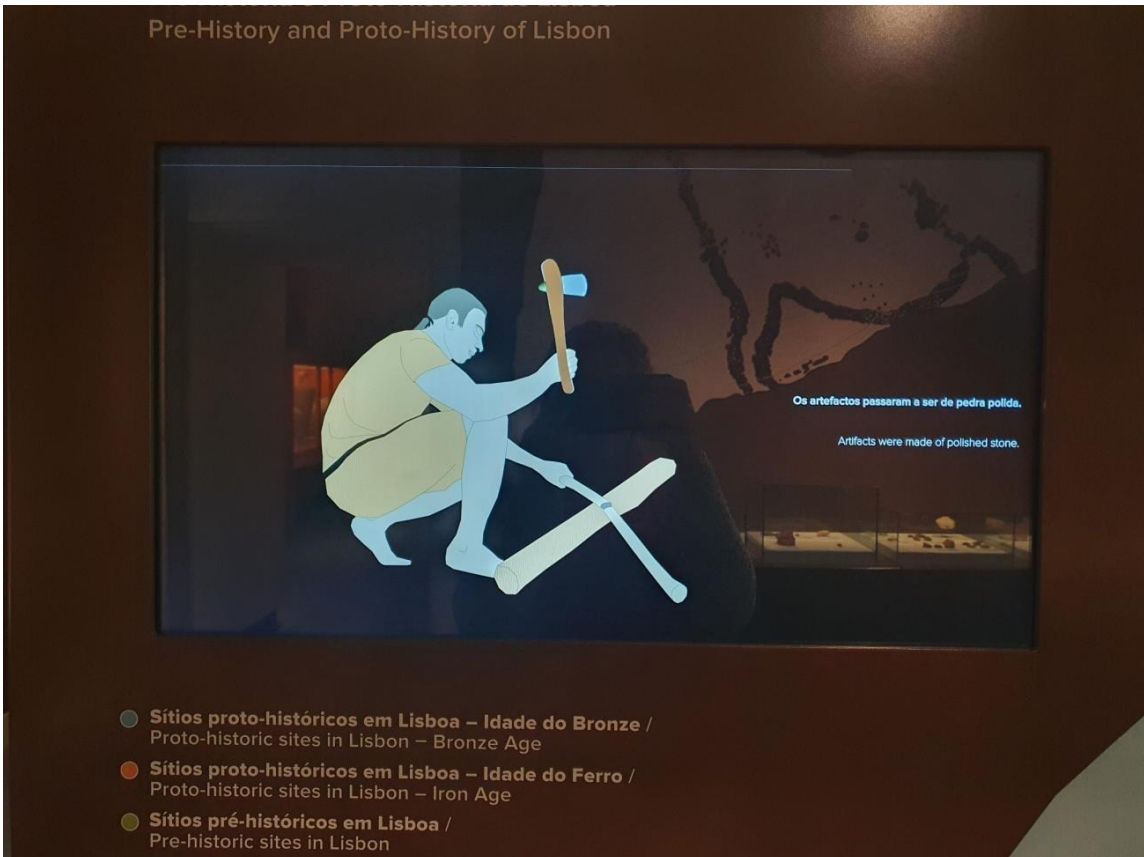 Pre-History and Proto-History of Lisbon
Os artefactos passaram a ser de pedra polida.
Artifacts were made of polished stone.
Sítios proto-históricos em Lisboa – Idade do Bronze /
Proto-historic sites in Lisbon – Bronze Age
Sítios proto-históricos em Lisboa – Idade do Ferro /
Proto-historic sites in Lisbon – Iron Age
Sítios pré-históricos em Lisboa /
Pre-historic sites in Lisbon